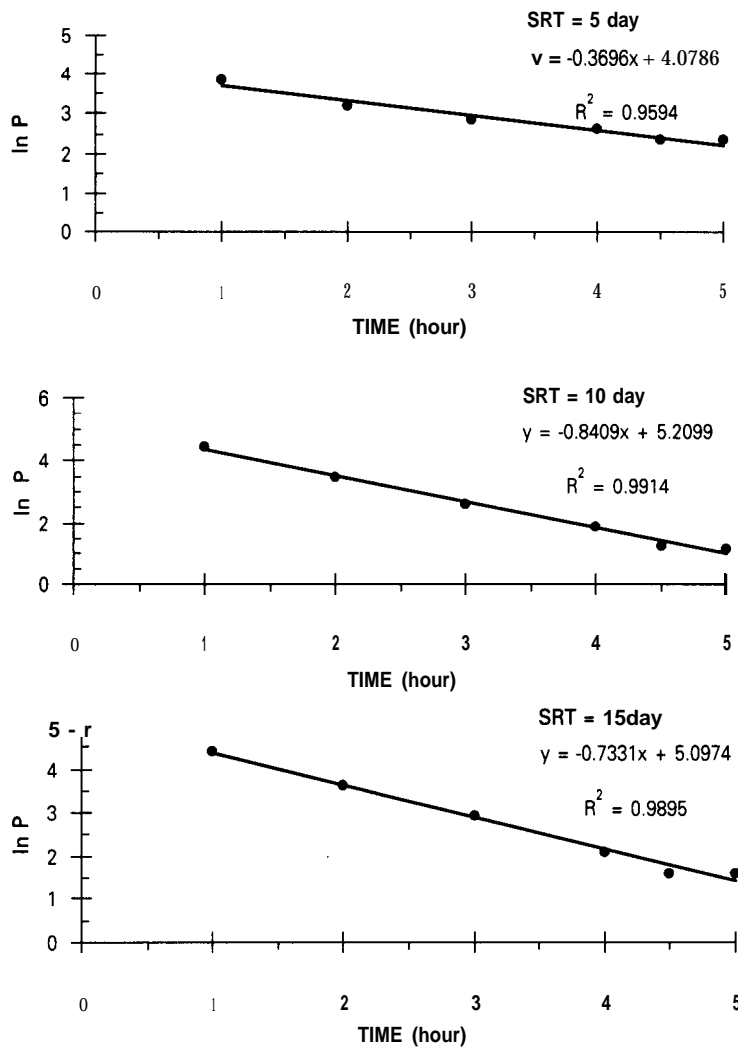 SRT = 5 day
v = -0.3696x + 4.0786
R² = 0.9594
5
4
3
2
1
0
ln P
0 1 2 3 4 5
TIME (hour)
SRT = 10 day
y = -0.8409x + 5.2099
R² = 0.9914
6
4
2
0
ln P
0 1 2 3 4 5
TIME (hour)
SRT = 15day
y = -0.7331x + 5.0974
R² = 0.9895
5 - r
4
3
2
1
0
ln P
0 1 2 3 4 5
TIME (hour)